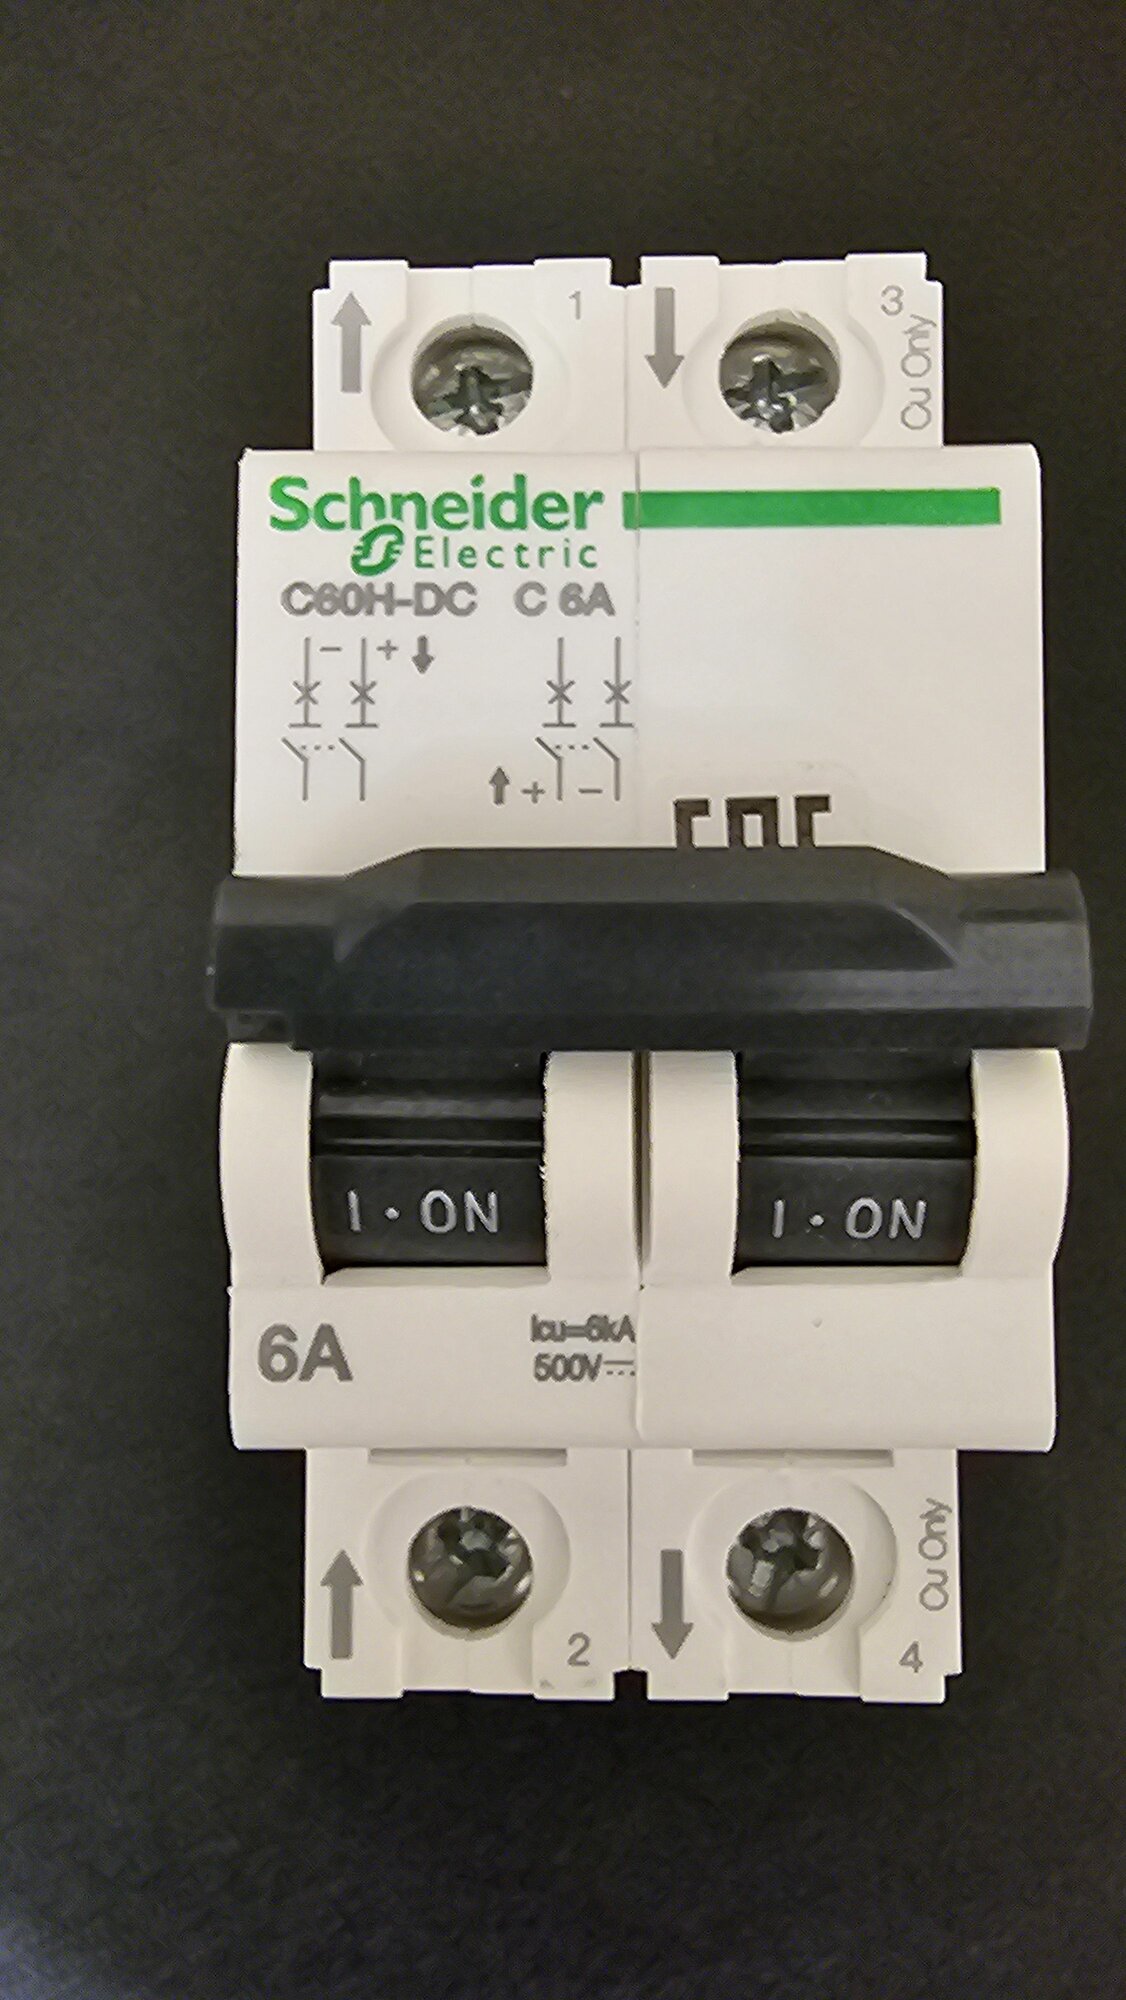 1
3
Cu Only
Schneider
Electric
C60H-DC C 6A
- +
+ -
I · ON
I · ON
6A
Icu=6kA
500V⎓
2
4
Cu Only